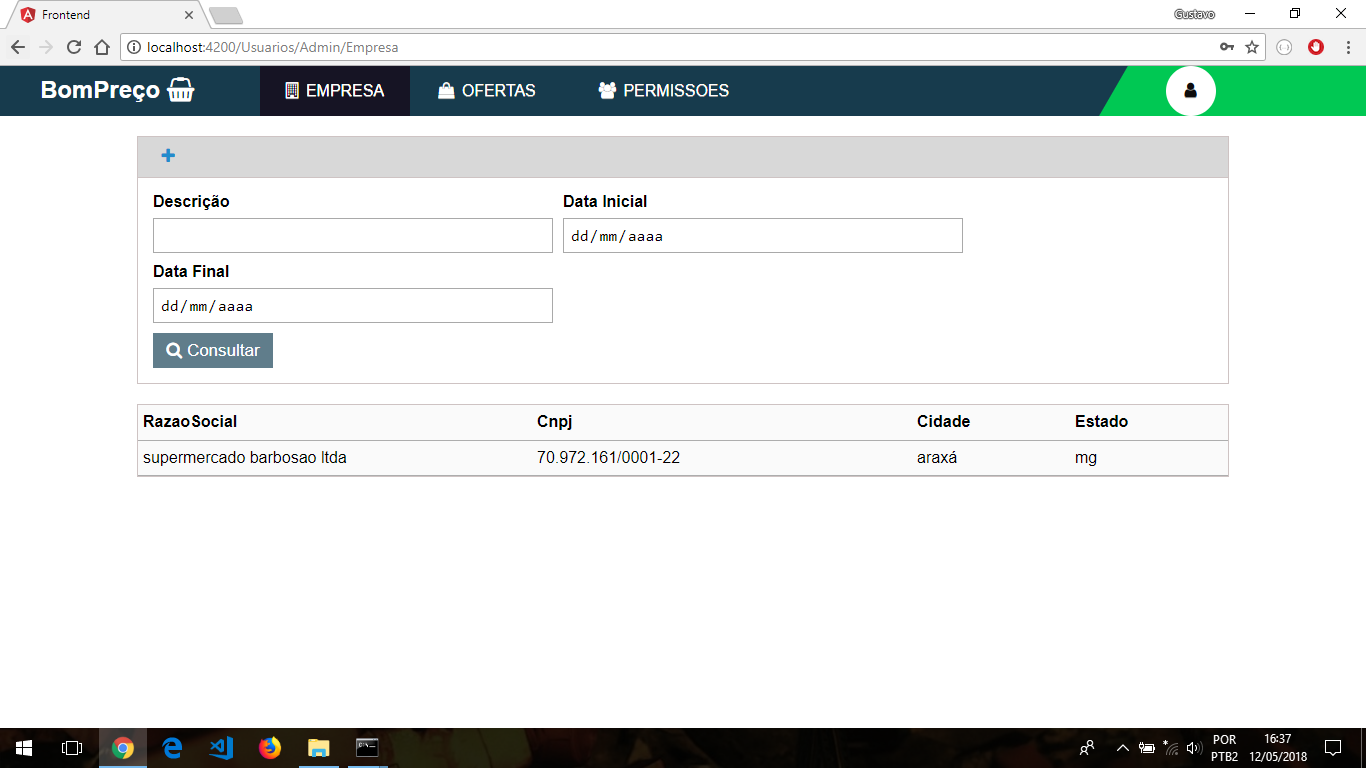 Frontend
Gustavo
localhost:4200/Usuarios/Admin/Empresa
BomPreço EMPRESA OFERTAS PERMISSOES
Descrição Data Inicial
dd/mm/aaaa
Data Final
dd/mm/aaaa
Consultar
RazaoSocial Cnpj Cidade Estado
supermercado barbosao ltda 70.972.161/0001-22 araxá mg
POR 16:37
PTB2 12/05/2018